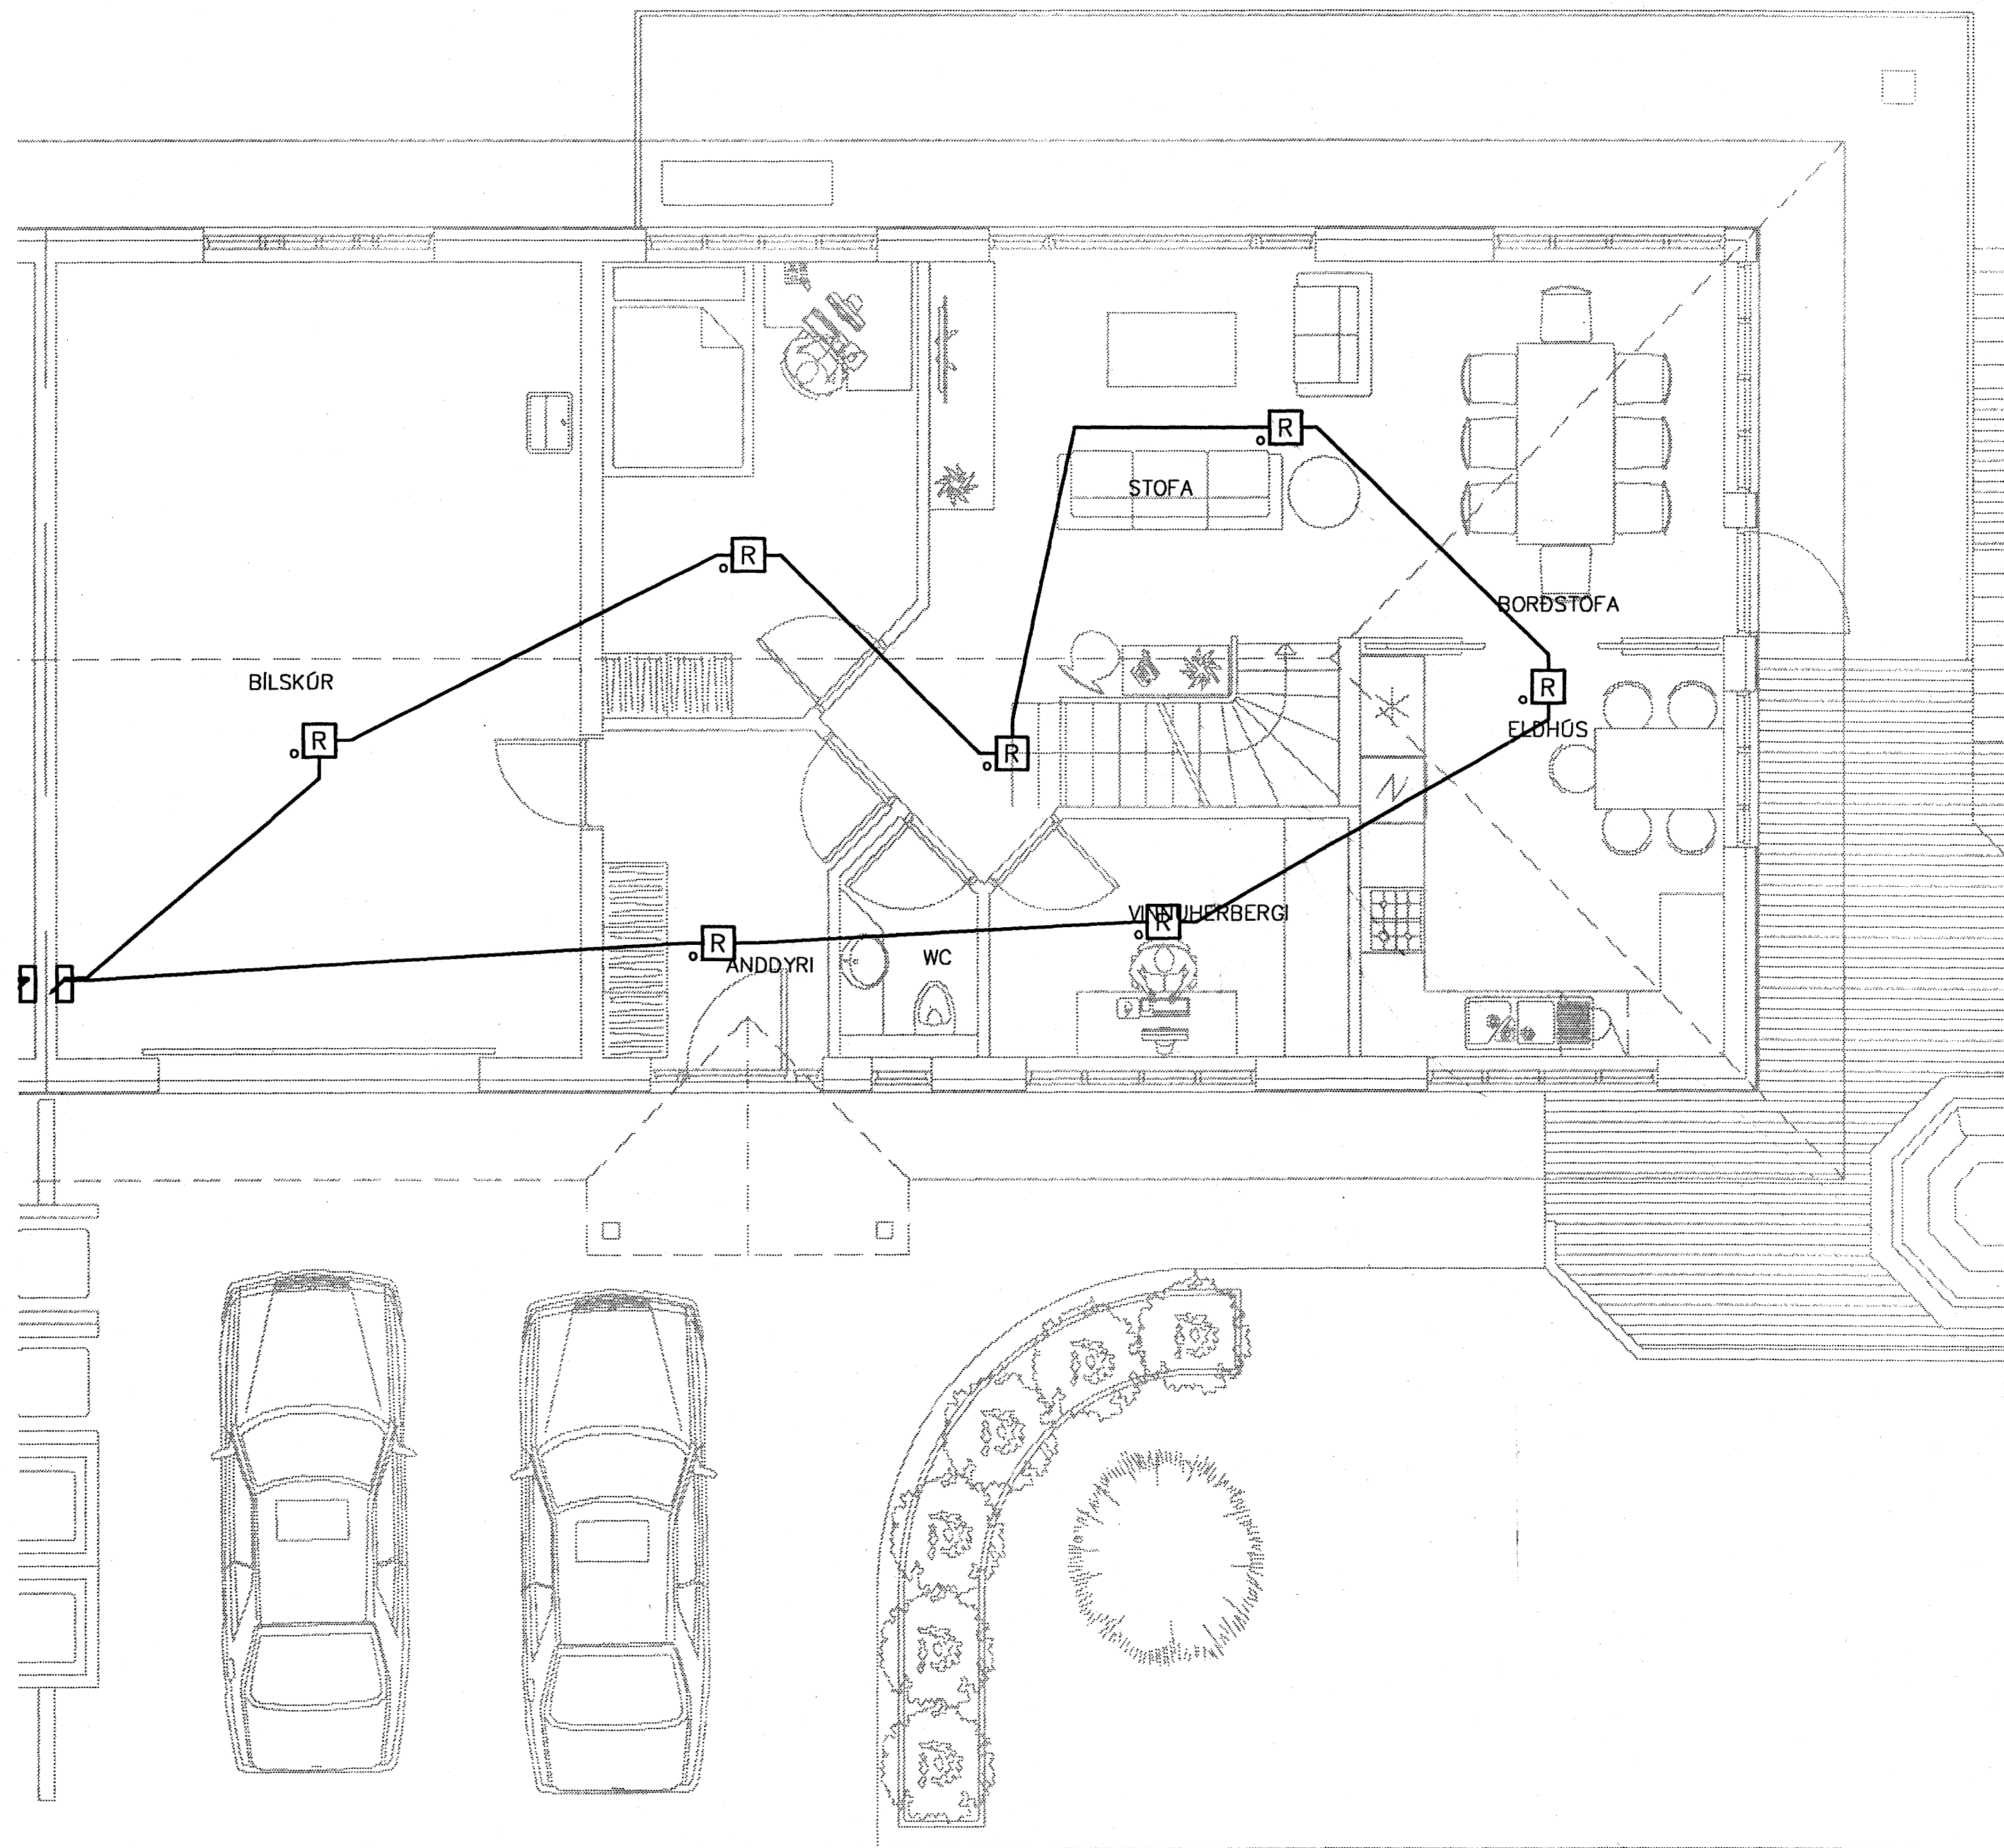 R
STOFA
R
BORÐSTOFA
BÍLSKÚR
R
ELDHÚS
R
R
VINNUHERBERGI
R
R
ANDDYRI
WC